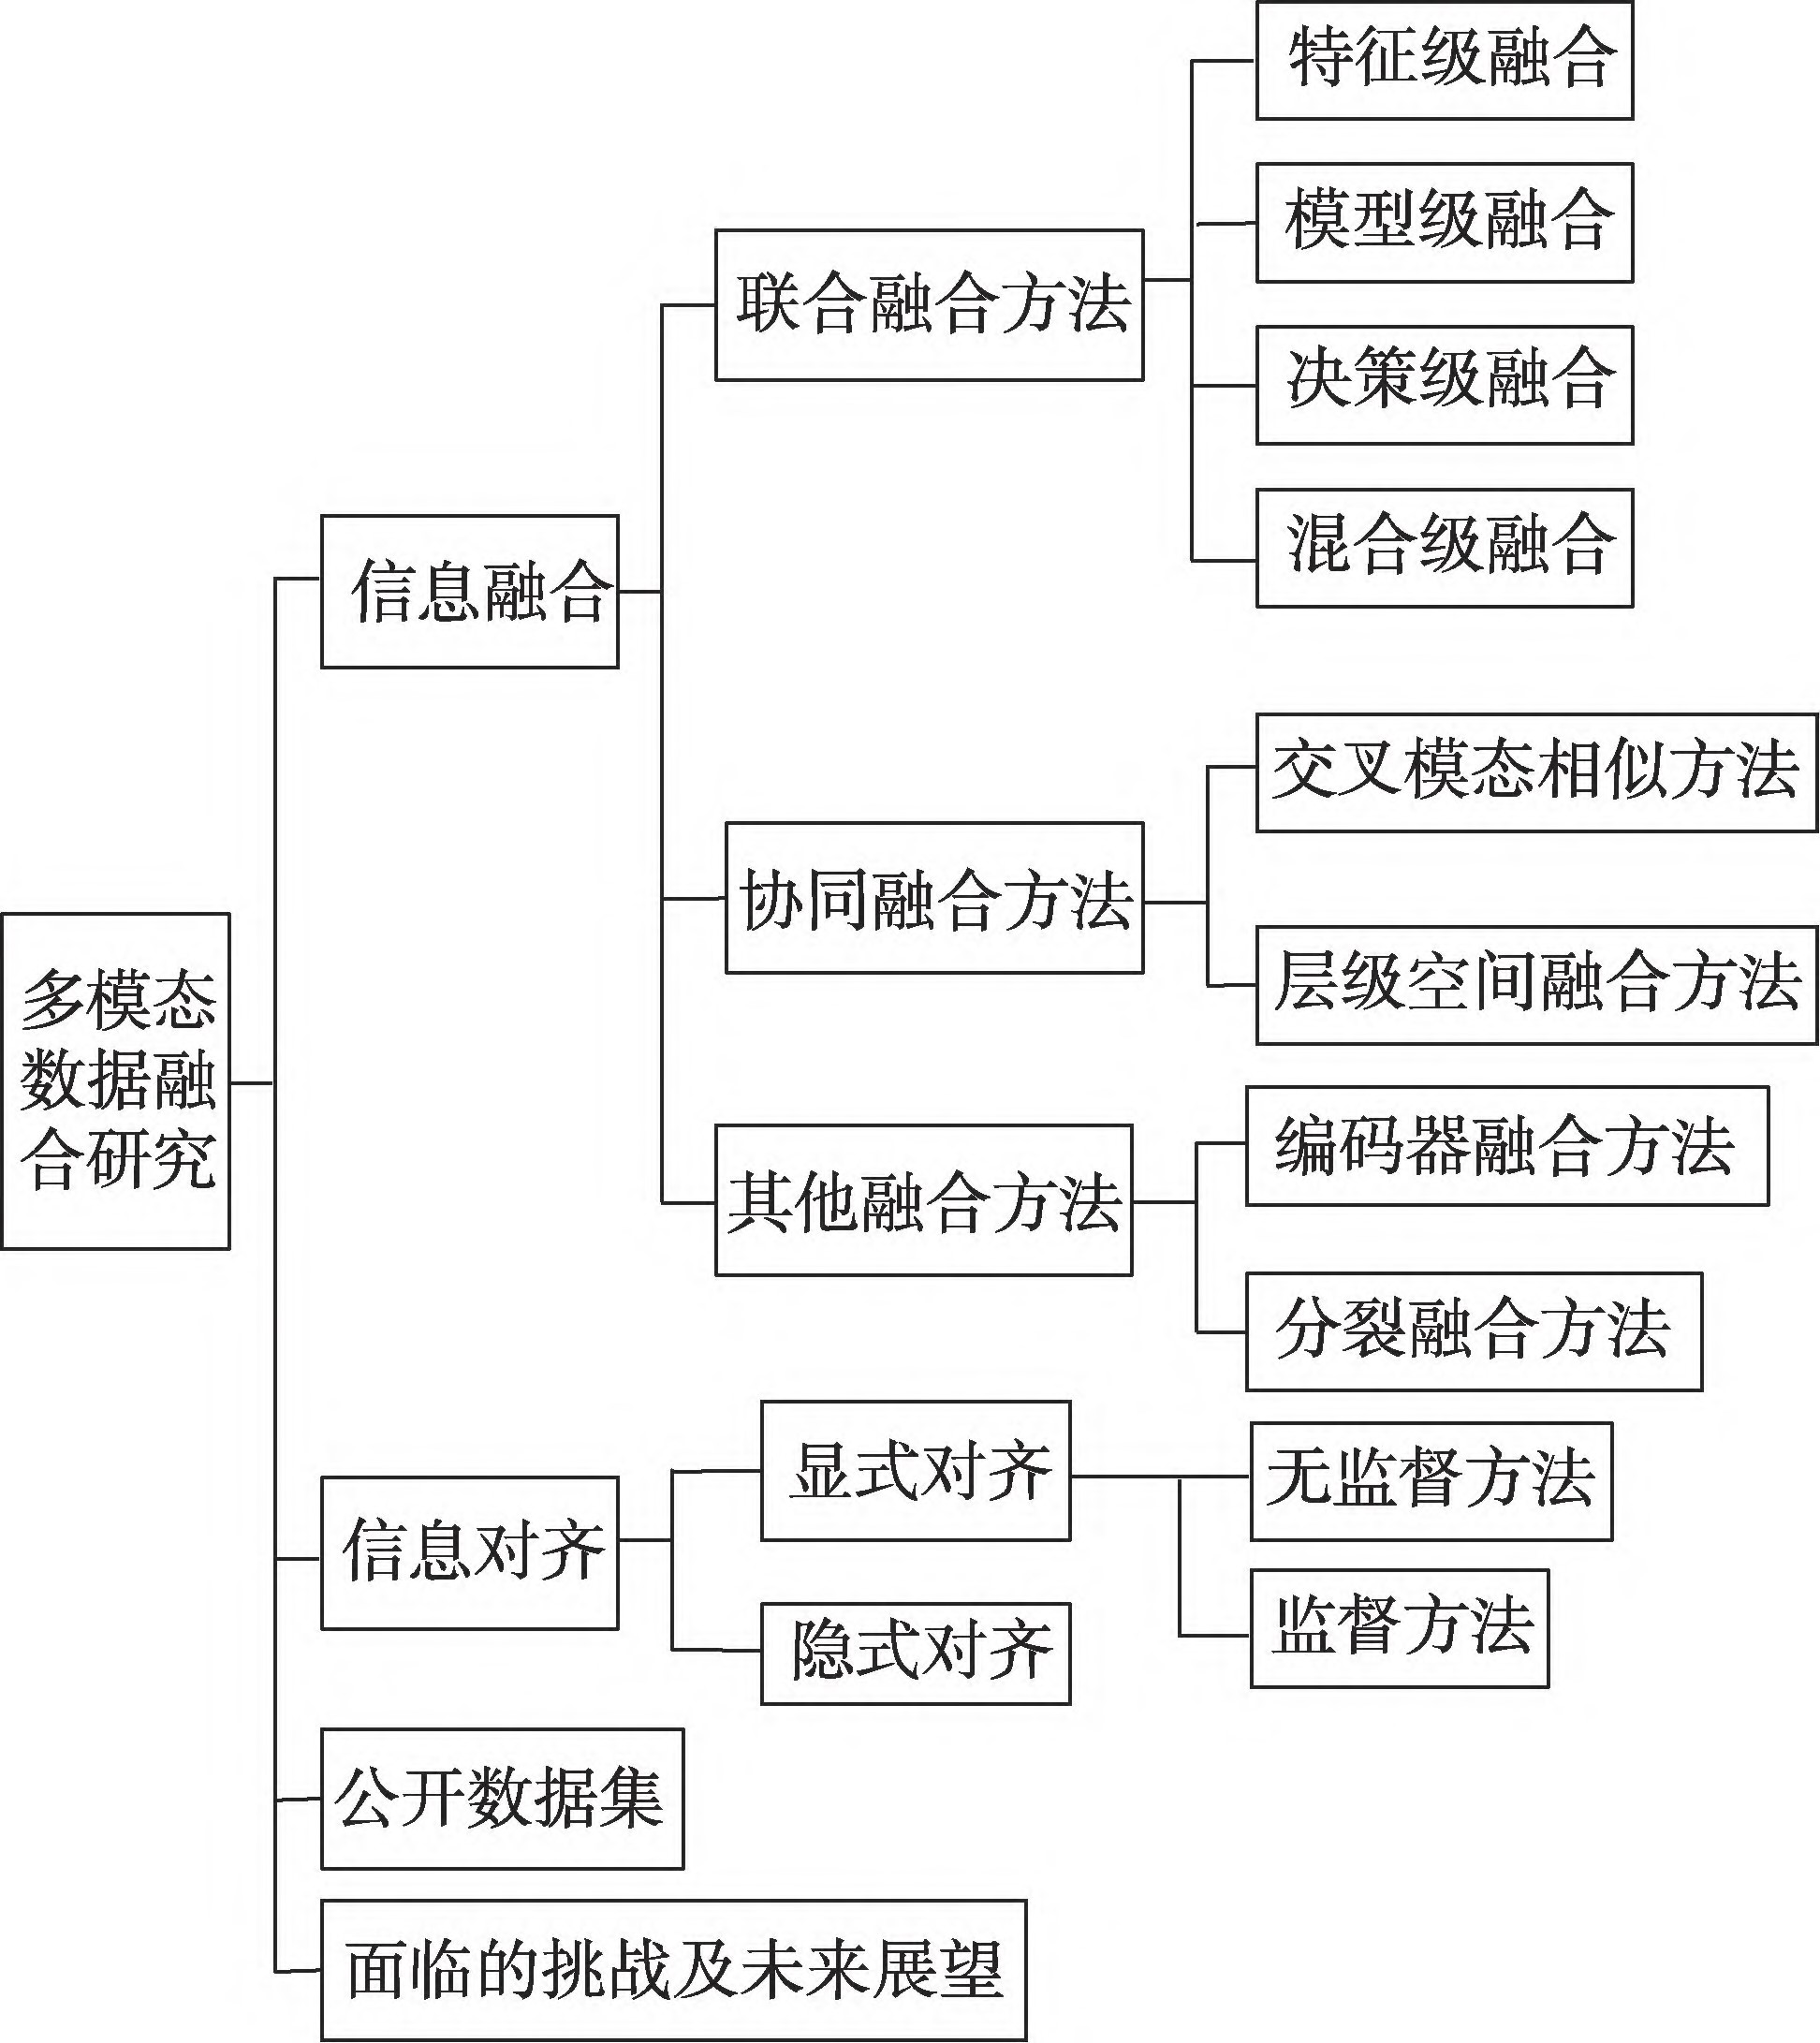 多模态
数据融
合研究
信息融合
联合融合方法
特征级融合
模型级融合
决策级融合
混合级融合
协同融合方法
交叉模态相似方法
层级空间融合方法
其他融合方法
编码器融合方法
分裂融合方法
信息对齐
显式对齐
无监督方法
监督方法
隐式对齐
公开数据集
面临的挑战及未来展望